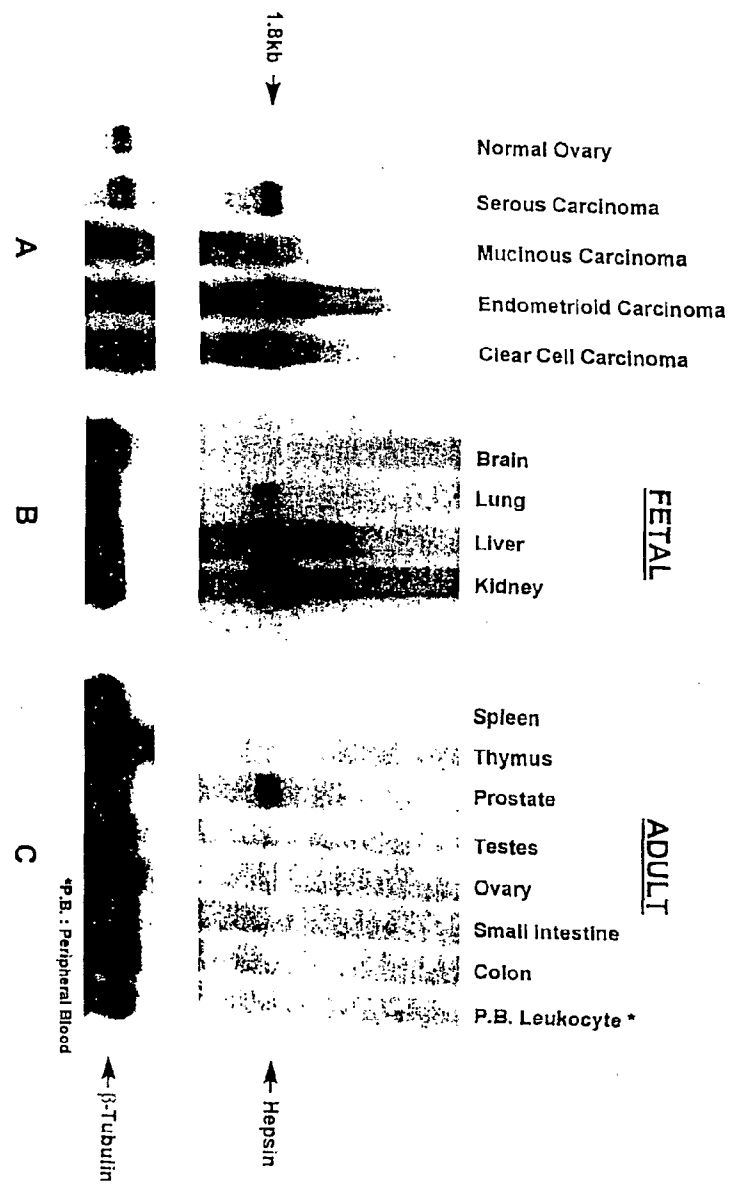 1.8kb
Normal Ovary
Serous Carcinoma
Mucinous Carcinoma
Endometrioid Carcinoma
Clear Cell Carcinoma
A
FETAL
Brain
Lung
Liver
Kidney
B
ADULT
Spleen
Thymus
Prostate
Testes
Ovary
Small Intestine
Colon
P.B. Leukocyte *
C
*P.B. : Peripheral Blood
Hepsin
β-Tubulin